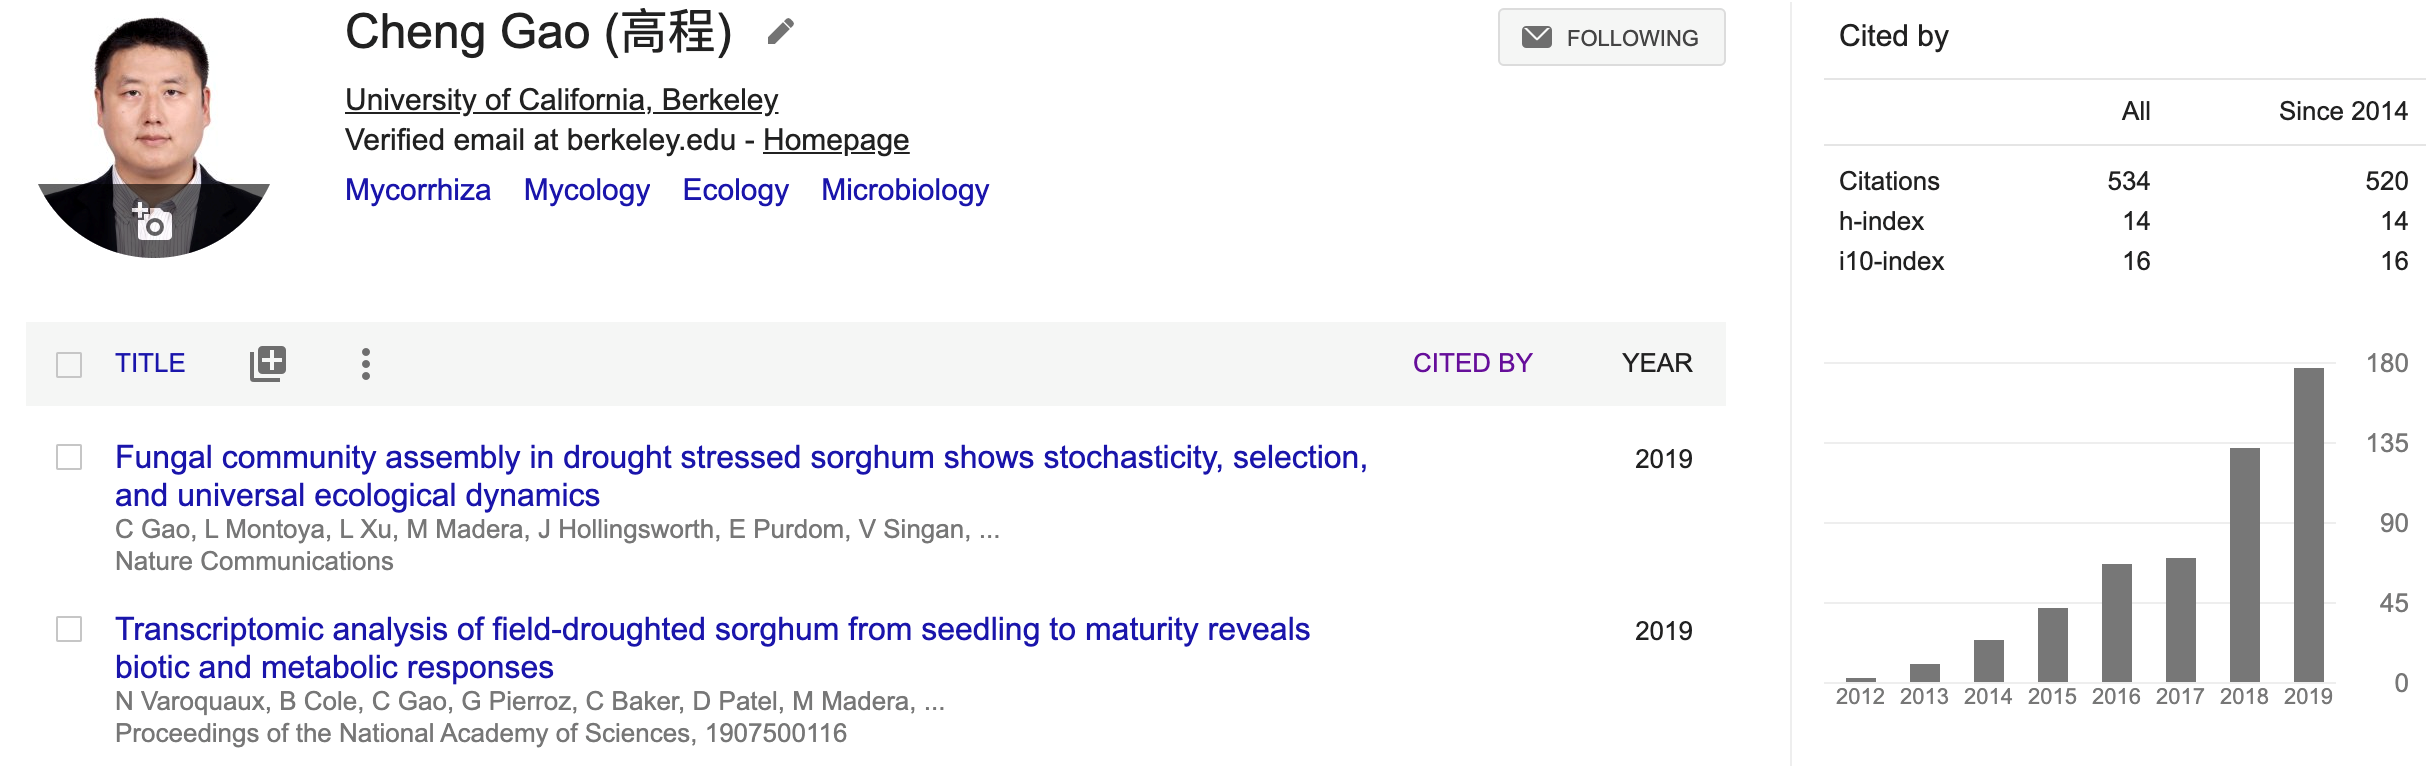 Cheng Gao (高程)
FOLLOWING
University of California, Berkeley
Verified email at berkeley.edu - Homepage
Mycorrhiza Mycology Ecology Microbiology
TITLE CITED BY YEAR
Fungal community assembly in drought stressed sorghum shows stochasticity, selection, 2019
and universal ecological dynamics
C Gao, L Montoya, L Xu, M Madera, J Hollingsworth, E Purdom, V Singan, ...
Nature Communications
Transcriptomic analysis of field-droughted sorghum from seedling to maturity reveals 2019
biotic and metabolic responses
N Varoquaux, B Cole, C Gao, G Pierroz, C Baker, D Patel, M Madera, ...
Proceedings of the National Academy of Sciences, 1907500116
Cited by
All Since 2014
Citations 534 520
h-index 14 14
i10-index 16 16
180
135
90
45
0
2012 2013 2014 2015 2016 2017 2018 2019